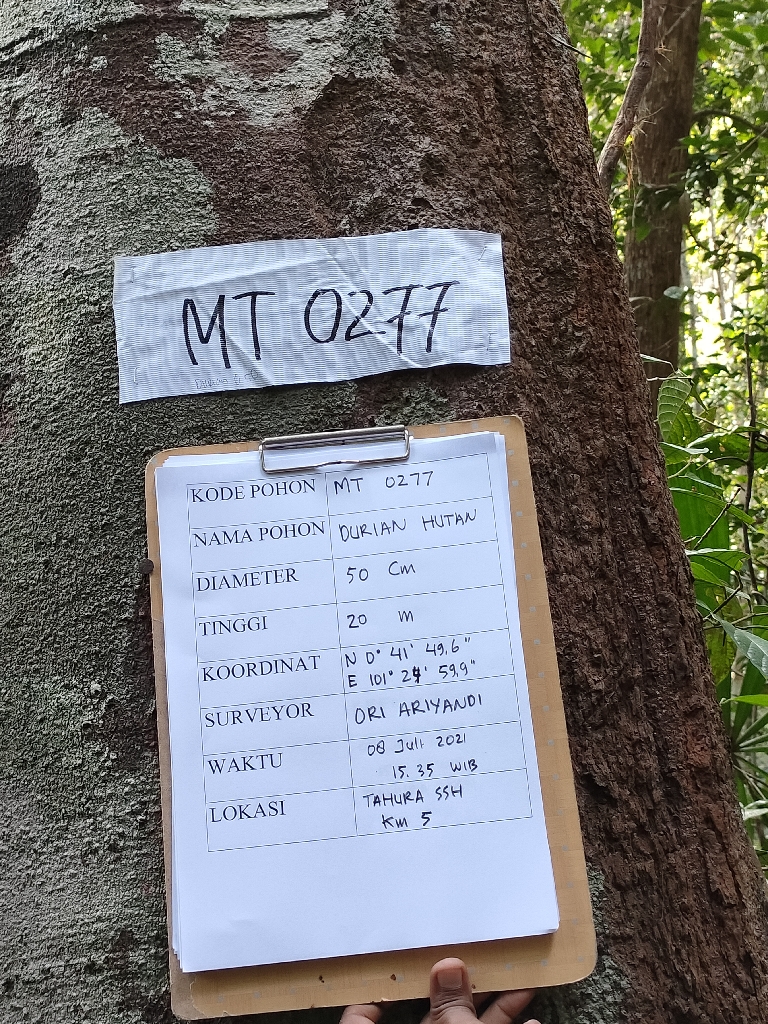 MT 0277
KODE POHON MT 0277
NAMA POHON DURIAN HUTAN
DIAMETER 50 Cm
TINGGI 20 m
KOORDINAT N 0° 41' 49.6"
E 101° 24' 59.9"
SURVEYOR ORI ARIYANDI
WAKTU 08 Juli 2021
15.35 WIB
LOKASI TAHURA SSH
Km 5